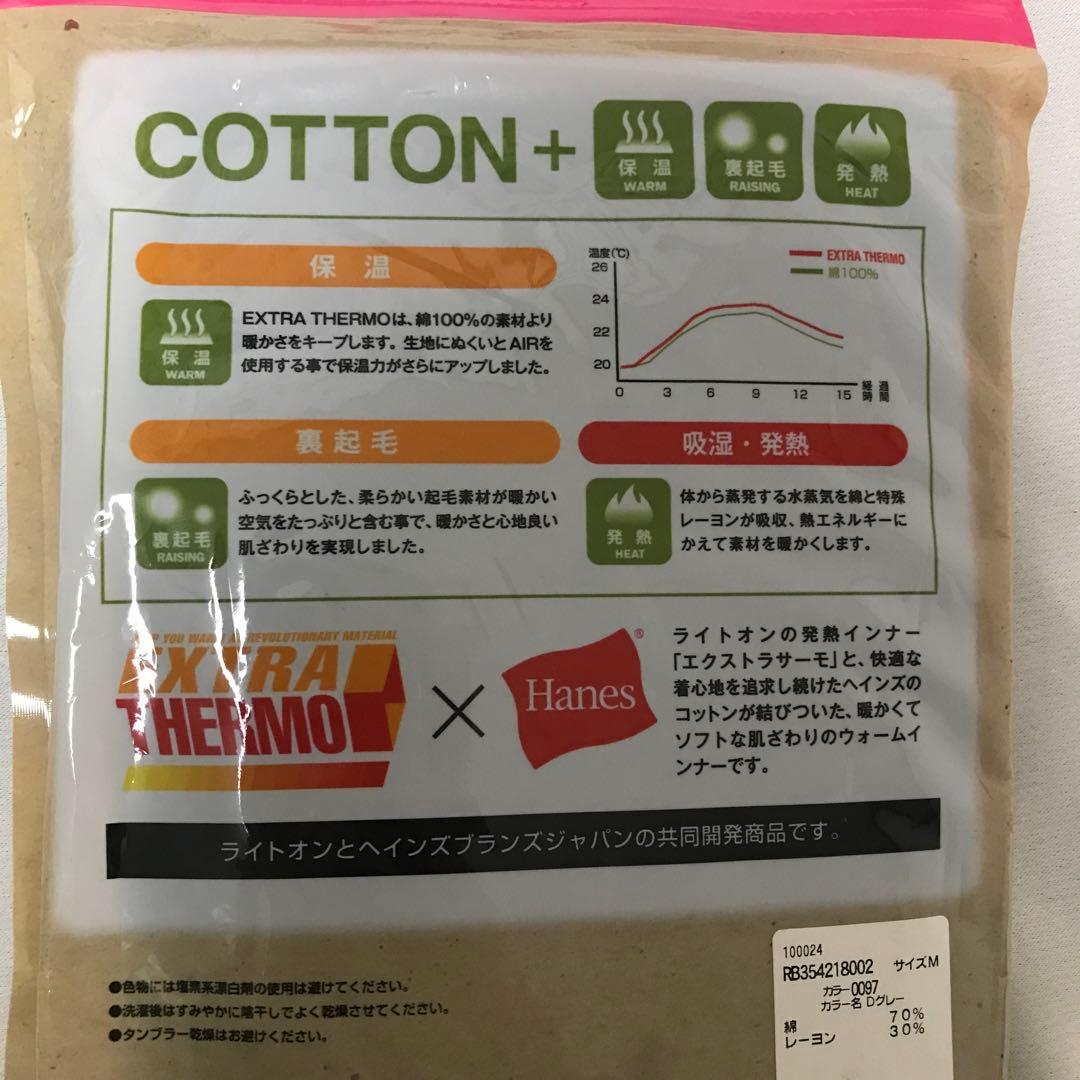 COTTON +
保温
WARM
裏起毛
RAISING
発熱
HEAT
保温
保温
WARM
EXTRA THERMOは、綿100%の素材より
暖かさをキープします。生地にぬくいとAIRを
使用する事で保温力がさらにアップしました。
温度(℃)
EXTRA THERMO
綿100%
26
24
22
20
0 3 6 9 12 15
経過
時間
裏起毛
裏起毛
RAISING
ふっくらとした、柔らかい起毛素材が暖かい
空気をたっぷりと含む事で、暖かさと心地良い
肌ざわりを実現しました。
吸湿・発熱
発熱
HEAT
体から蒸発する水蒸気を綿と特殊
レーヨンが吸収、熱エネルギーに
かえて素材を暖かくします。
YOU WARM REVOLUTIONARY MATERIAL
EXTRA
THERMO
×
Hanes®
ライトオンの発熱インナー
「エクストラサーモ」と、快適な
着心地を追求し続けたヘインズの
コットンが結びついた、暖かくて
ソフトな肌ざわりのウォームイ
ンナーです。
ライトオンとヘインズブランズジャパンの共同開発商品です。
●色物には塩素系漂白剤の使用は避けてください。
●洗濯後はすみやかに陰干しでよく乾燥させてください。
●タンブラー乾燥はお避けください。
100024
RB354218002 サイズM
カラー0097
カラー名 Dグレー
綿 70%
レーヨン 30%